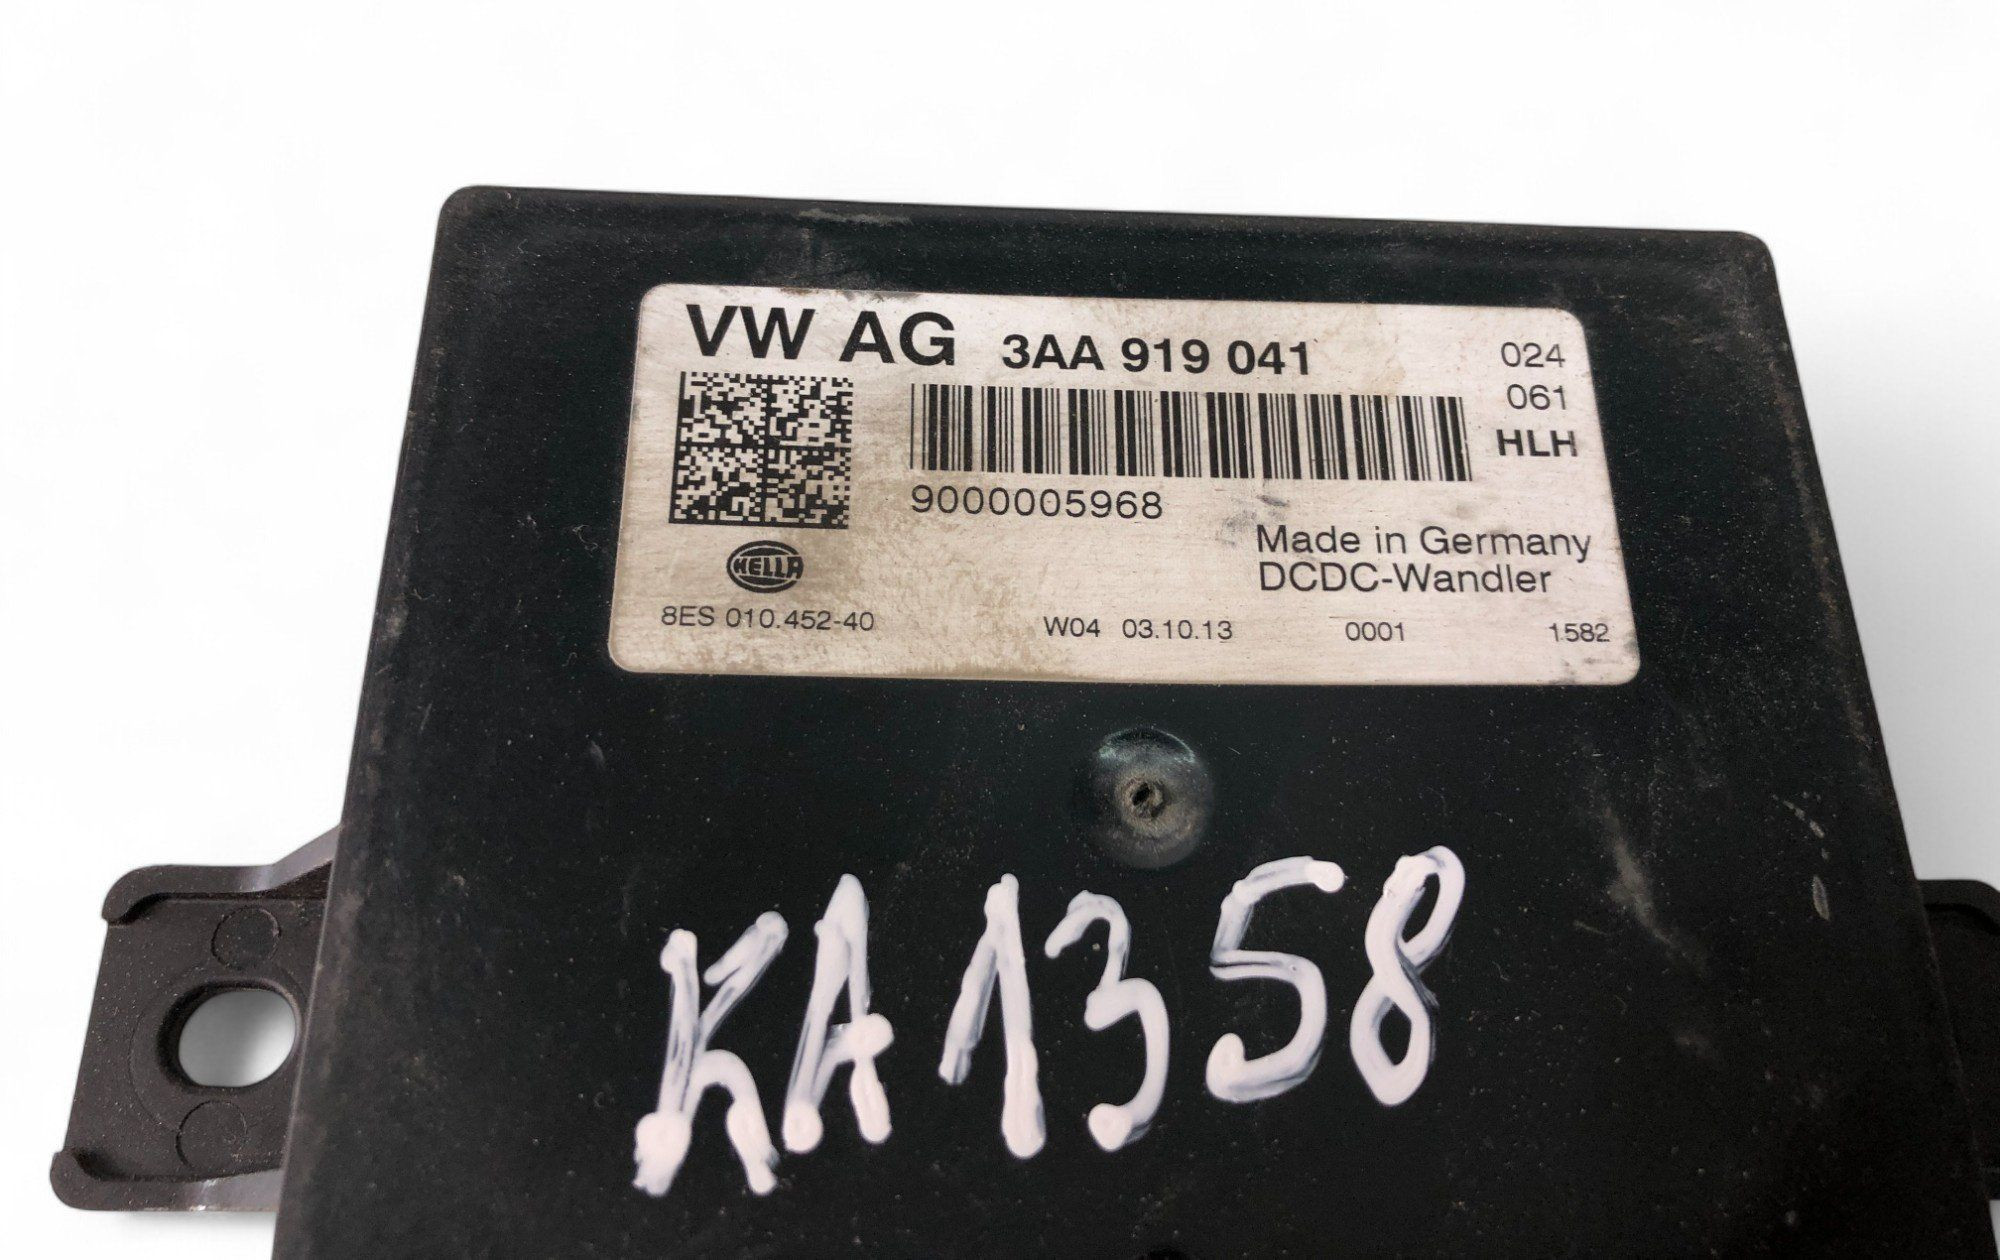 VW AG 3AA 919 041 024
061
HLH
9000005968
Made in Germany
DCDC-Wandler
HELLA
8ES 010.452-40 W04 03.10.13 0001 1582
KA1358